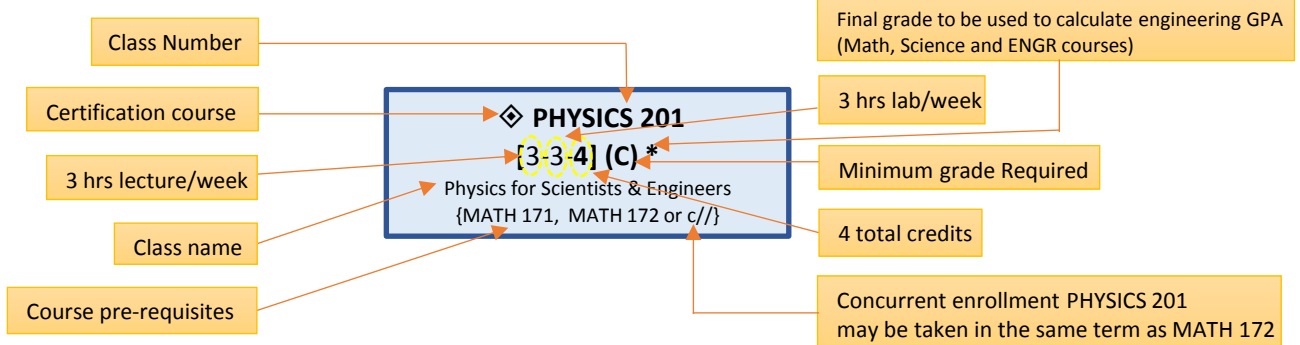 Final grade to be used to calculate engineering GPA
(Math, Science and ENGR courses)
Class Number
3 hrs lab/week
Certification course
PHYSICS 201
[3-3-4] (C) *
3 hrs lecture/week
Minimum grade Required
Physics for Scientists & Engineers
{MATH 171, MATH 172 or c//}
Class name
4 total credits
Course pre-requisites
Concurrent enrollment PHYSICS 201
may be taken in the same term as MATH 172